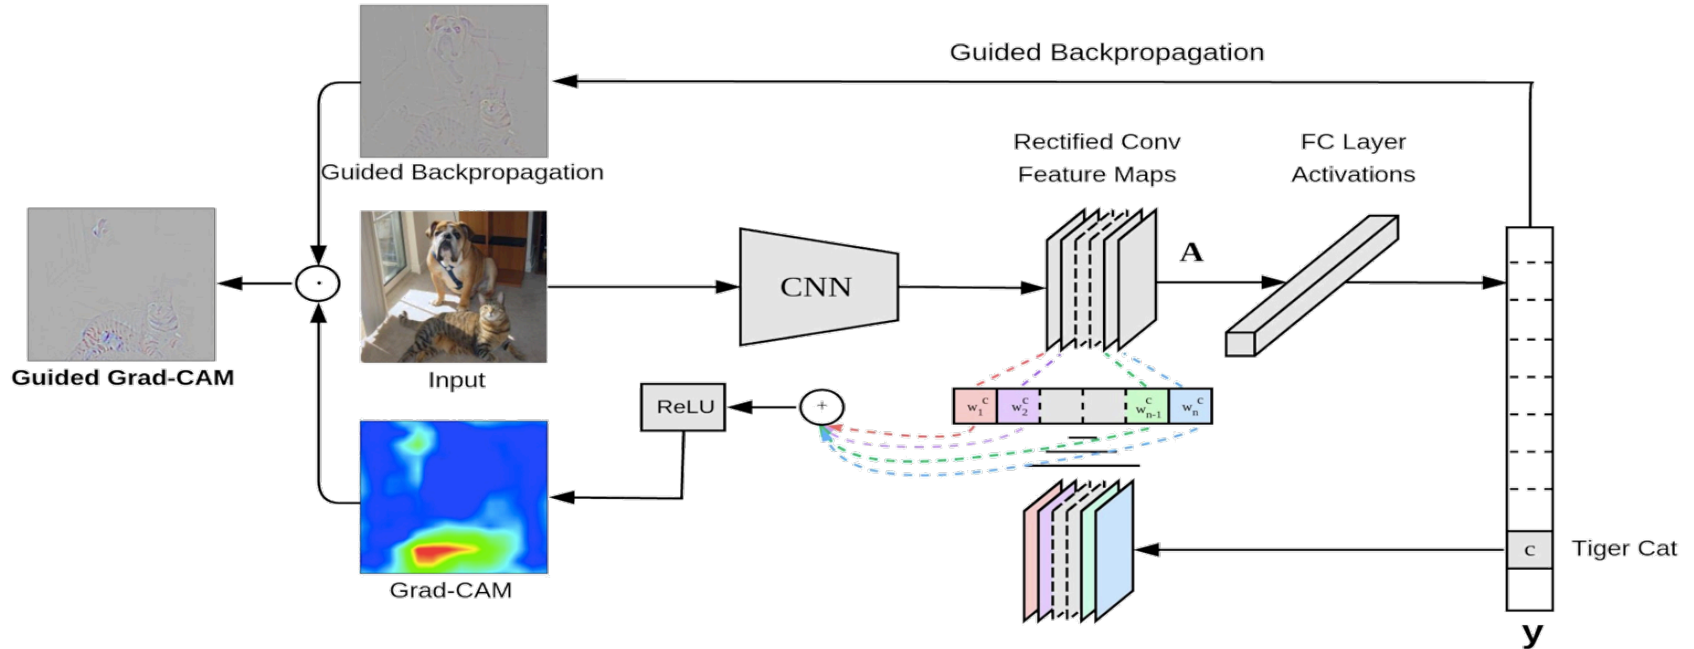 Guided Backpropagation
Rectified Conv
Feature Maps
FC Layer
Activations
Guided Backpropagation
A
CNN
·
Guided Grad-CAM
Input
ReLU
+
w₁ᶜ w₂ᶜ wₙ₋₁ᶜ wₙᶜ
c
Tiger Cat
Grad-CAM
y